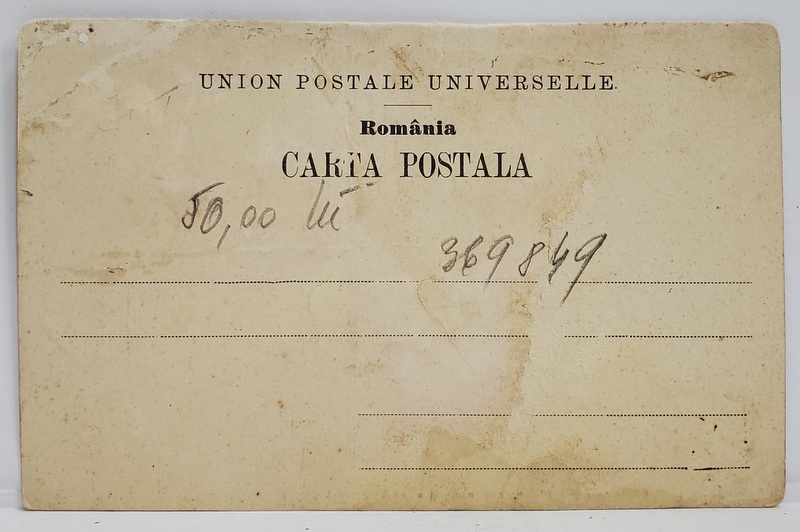 UNION POSTALE UNIVERSELLE.
România
CARTA POSTALA
50,00 lei
369849